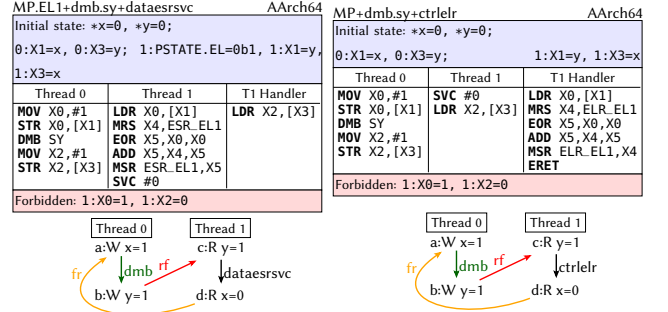 MP.EL1+dmb.sy+dataesrsvc AArch64
Initial state: *x=0, *y=0;
0:X1=x, 0:X3=y; 1:PSTATE.EL=0b1, 1:X1=y,
1:X3=x
Thread 0 Thread 1 T1 Handler
MOV X0,#1 LDR X0,[X1] LDR X2,[X3]
STR X0,[X1] MRS X4,ESR_EL1
DMB SY EOR X5,X0,X0
MOV X2,#1 ADD X5,X4,X5
STR X2,[X3] MSR ESR_EL1,X5
SVC #0
Forbidden: 1:X0=1, 1:X2=0
Thread 0 Thread 1
a:W x=1 c:R y=1
fr dmb rf dataesrsvc
b:W y=1 d:R x=0
MP+dmb.sy+ctrlelr AArch64
Initial state: *x=0, *y=0;
0:X1=x, 0:X3=y; 1:X1=y, 1:X3=x
Thread 0 Thread 1 T1 Handler
MOV X0,#1 SVC #0 LDR X0,[X1]
STR X0,[X1] LDR X2,[X3] MRS X4,ELR_EL1
DMB SY EOR X5,X0,X0
MOV X2,#1 ADD X5,X4,X5
STR X2,[X3] MSR ELR_EL1,X4
ERET
Forbidden: 1:X0=1, 1:X2=0
Thread 0 Thread 1
a:W x=1 c:R y=1
fr dmb rf ctrlelr
b:W y=1 d:R x=0